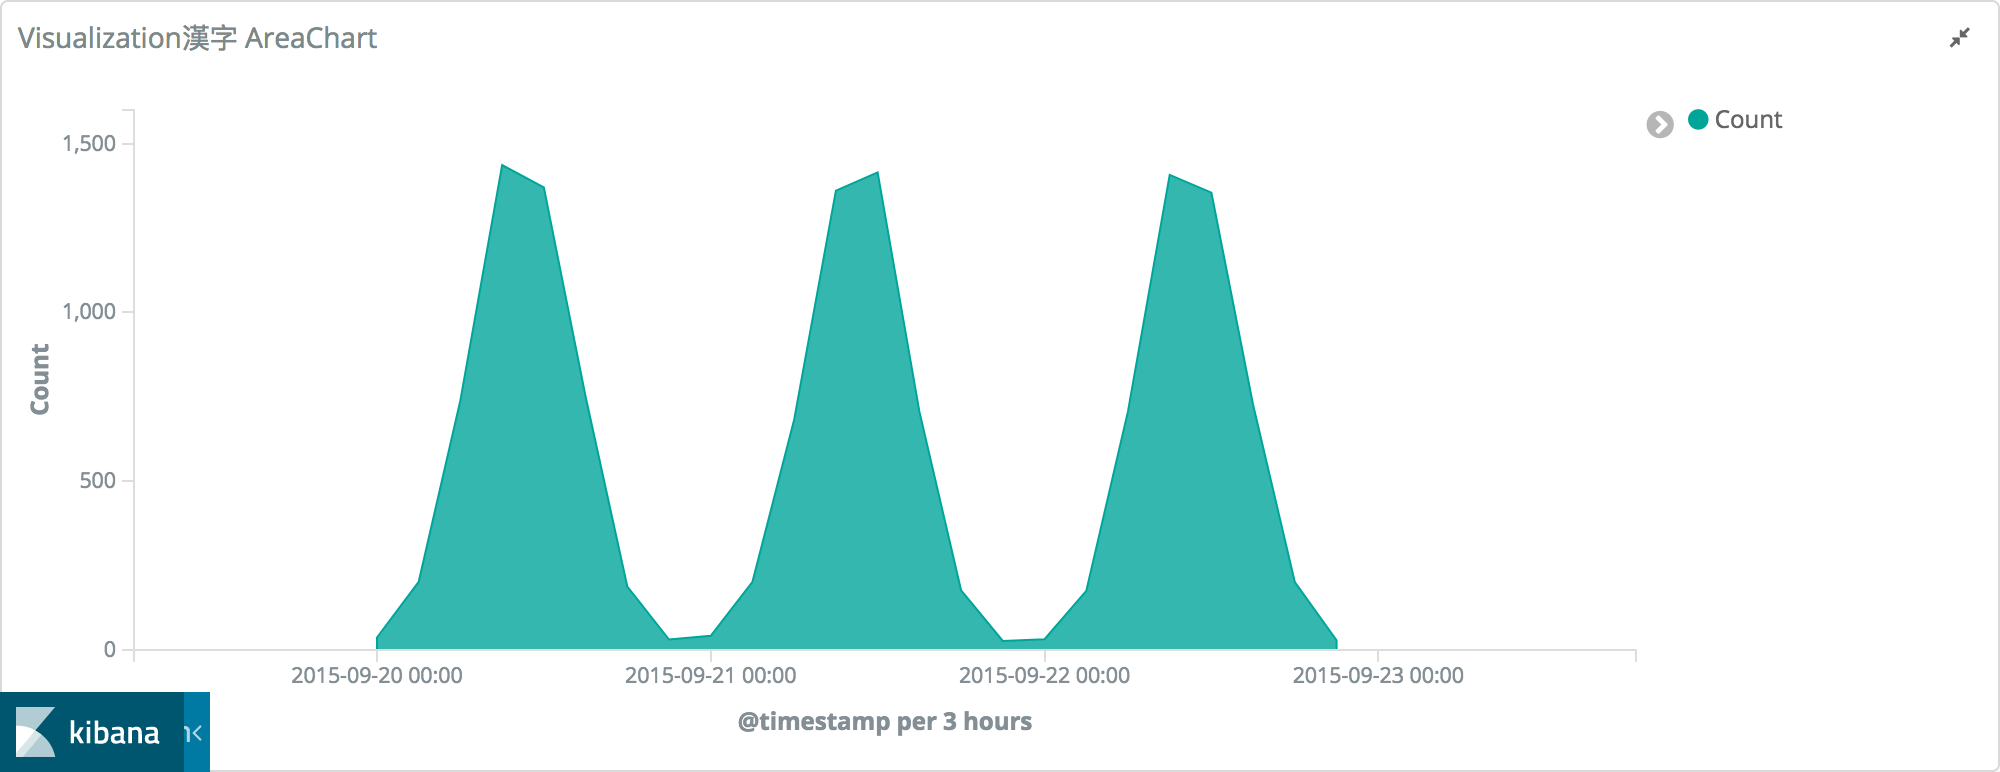 Visualization漢字 AreaChart
Count
1,500
1,000
500
0
Count
2015-09-20 00:00
2015-09-21 00:00
2015-09-22 00:00
2015-09-23 00:00
@timestamp per 3 hours
kibana